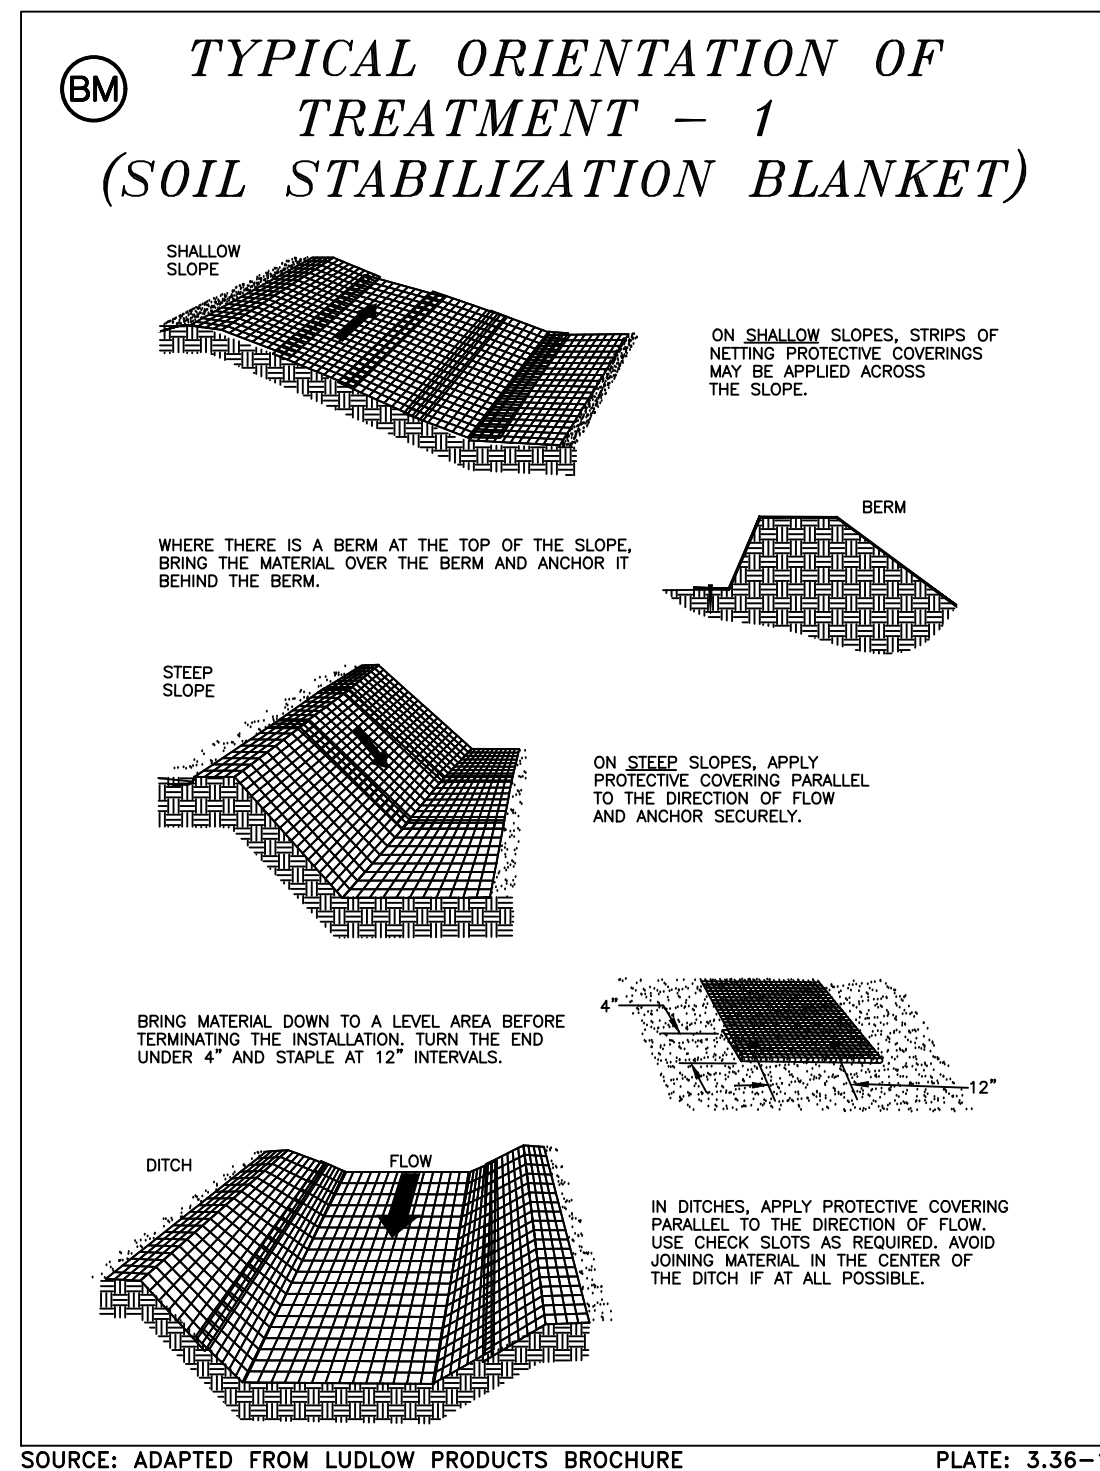 BM
TYPICAL ORIENTATION OF
TREATMENT - 1
(SOIL STABILIZATION BLANKET)
SHALLOW
SLOPE
ON SHALLOW SLOPES, STRIPS OF
NETTING PROTECTIVE COVERINGS
MAY BE APPLIED ACROSS
THE SLOPE.
BERM
WHERE THERE IS A BERM AT THE TOP OF THE SLOPE,
BRING THE MATERIAL OVER THE BERM AND ANCHOR IT
BEHIND THE BERM.
STEEP
SLOPE
ON STEEP SLOPES, APPLY
PROTECTIVE COVERING PARALLEL
TO THE DIRECTION OF FLOW
AND ANCHOR SECURELY.
4"
BRING MATERIAL DOWN TO A LEVEL AREA BEFORE
TERMINATING THE INSTALLATION. TURN THE END
UNDER 4" AND STAPLE AT 12" INTERVALS.
12"
DITCH
FLOW
IN DITCHES, APPLY PROTECTIVE COVERING
PARALLEL TO THE DIRECTION OF FLOW.
USE CHECK SLOTS AS REQUIRED. AVOID
JOINING MATERIAL IN THE CENTER OF
THE DITCH IF AT ALL POSSIBLE.
SOURCE: ADAPTED FROM LUDLOW PRODUCTS BROCHURE
PLATE: 3.36-